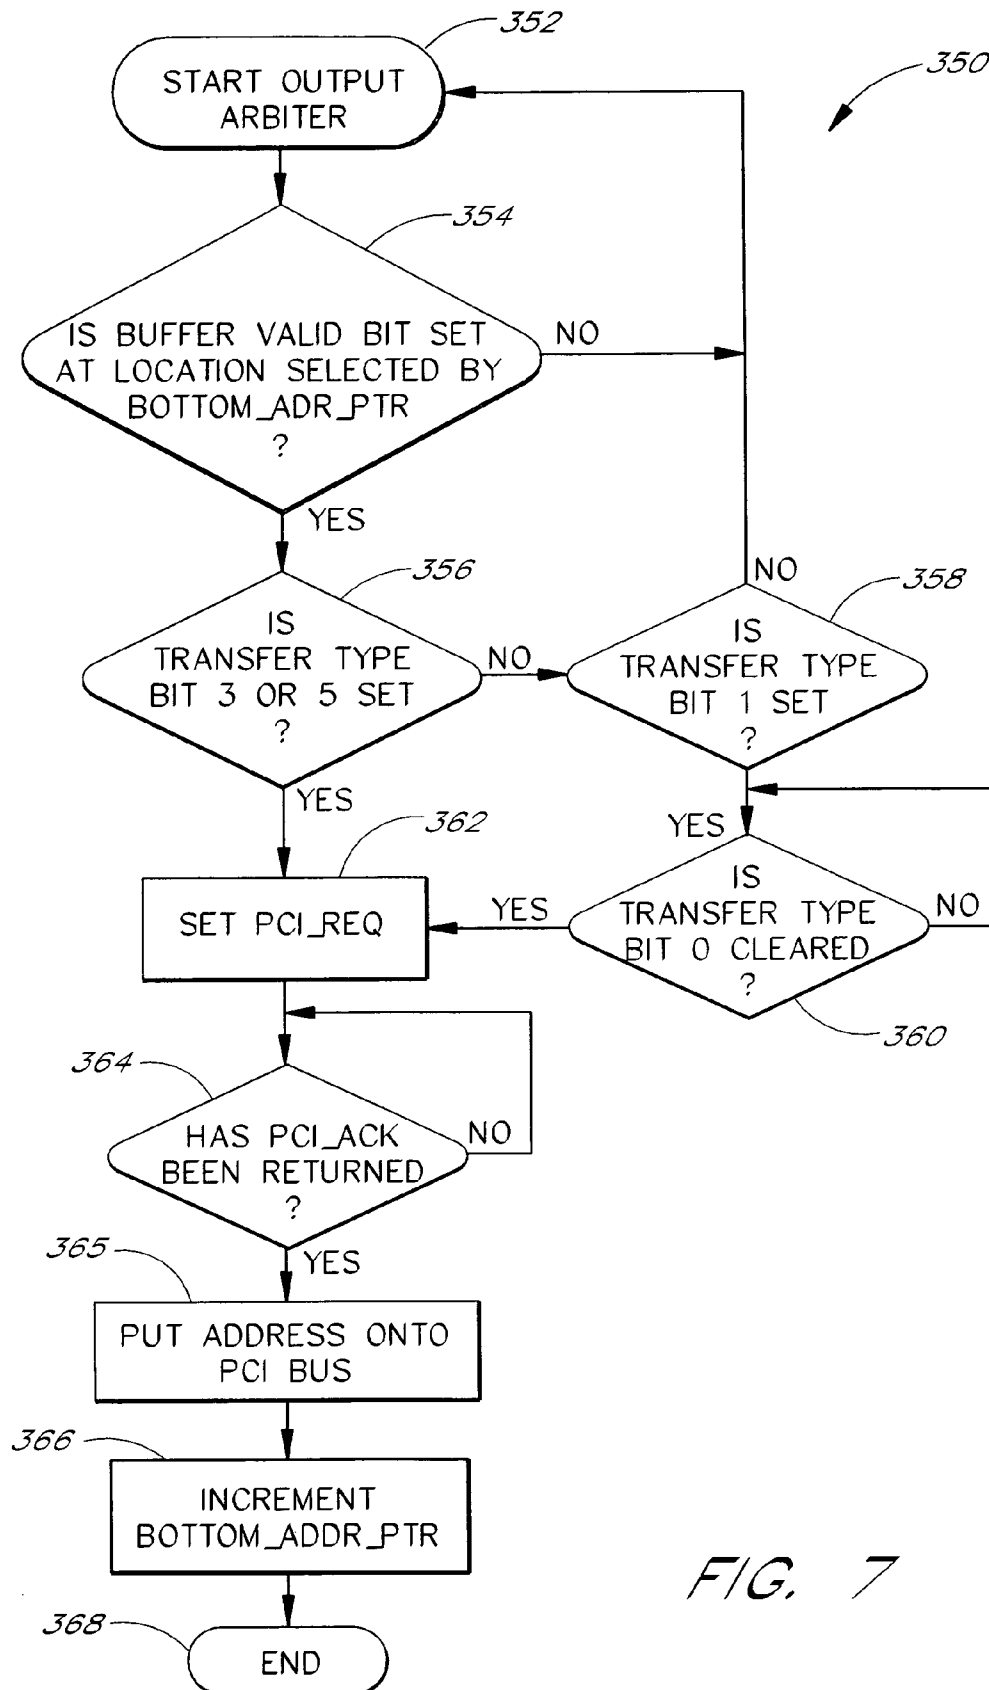 352
350
START OUTPUT
ARBITER
354
IS BUFFER VALID BIT SET
AT LOCATION SELECTED BY
BOTTOM_ADR_PTR
?
NO
YES
356
IS
TRANSFER TYPE
BIT 3 OR 5 SET
?
NO
YES
358
NO
IS
TRANSFER TYPE
BIT 1 SET
?
YES
360
IS
TRANSFER TYPE
BIT 0 CLEARED
?
NO
YES
362
SET PCI_REQ
364
HAS PCI_ACK
BEEN RETURNED
?
NO
YES
365
PUT ADDRESS ONTO
PCI BUS
366
INCREMENT
BOTTOM_ADDR_PTR
368
END
FIG. 7